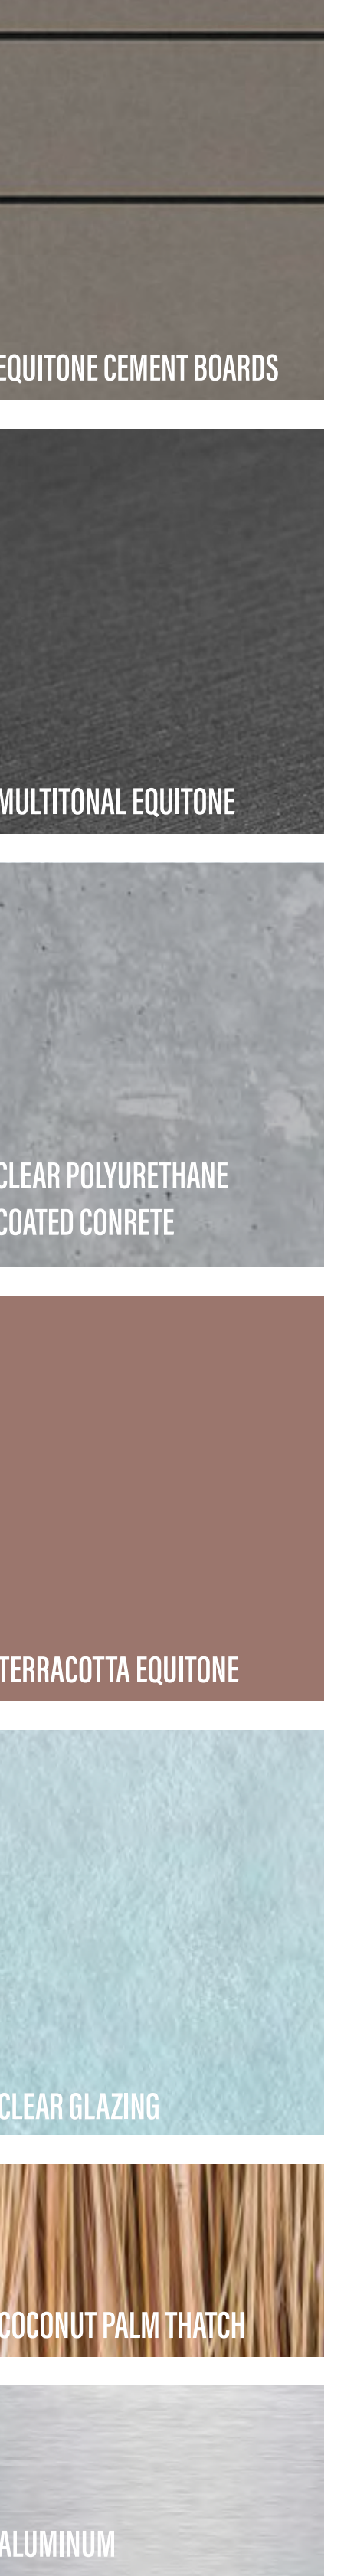 EQUITONE CEMENT BOARDS
MULTITONAL EQUITONE
CLEAR POLYURETHANE
COATED CONRETE
TERRACOTTA EQUITONE
CLEAR GLAZING
COCONUT PALM THATCH
ALUMINUM